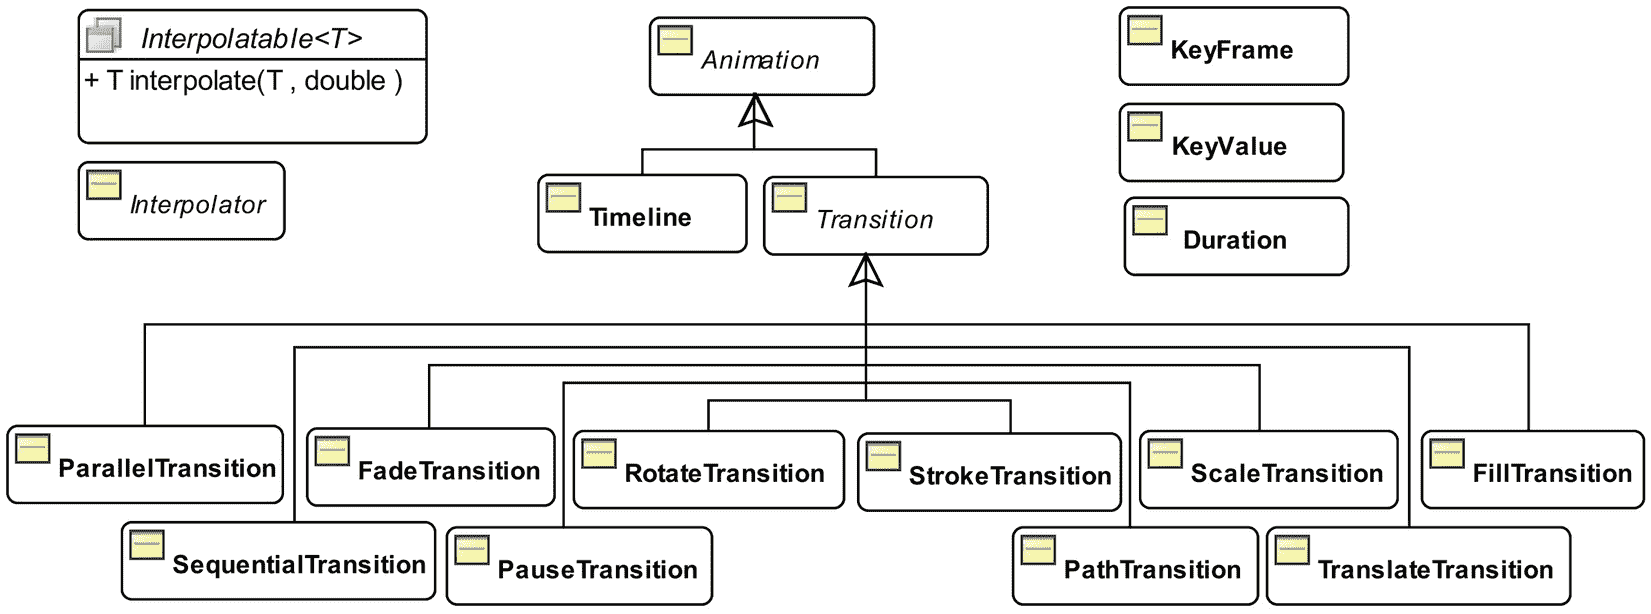 Interpolatable<T>
+ T interpolate(T , double )
Interpolator
Animation
Timeline
Transition
KeyFrame
KeyValue
Duration
ParallelTransition
FadeTransition
RotateTransition
StrokeTransition
ScaleTransition
FillTransition
SequentialTransition
PauseTransition
PathTransition
TranslateTransition